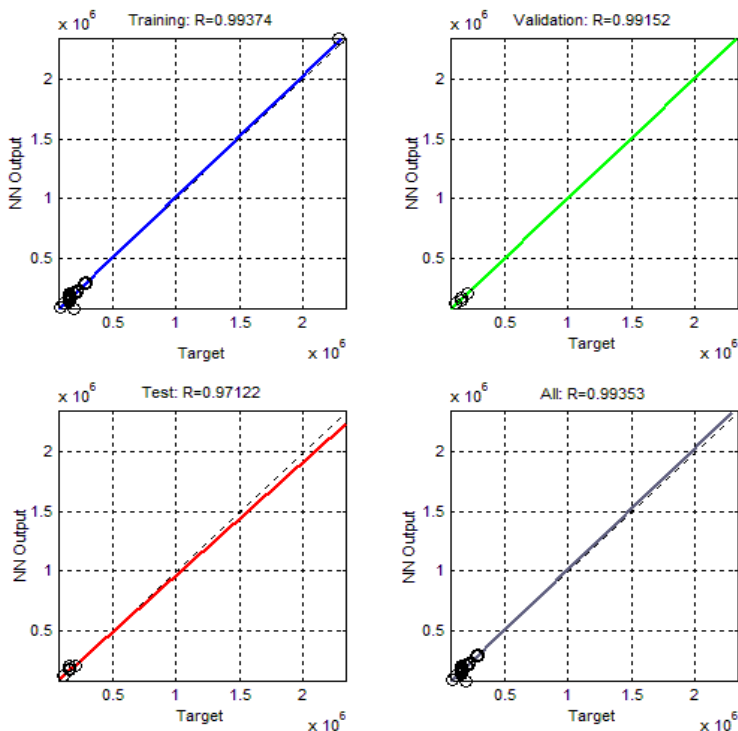 Training: R=0.99374
x 10^6
2
1.5
1
0.5
NN Output
0.5 1 1.5 2
Target
x 10^6
Validation: R=0.99152
x 10^6
2
1.5
1
0.5
NN Output
0.5 1 1.5 2
Target
x 10^6
Test: R=0.97122
x 10^6
2
1.5
1
0.5
NN Output
0.5 1 1.5 2
Target
x 10^6
All: R=0.99353
x 10^6
2
1.5
1
0.5
NN Output
0.5 1 1.5 2
Target
x 10^6